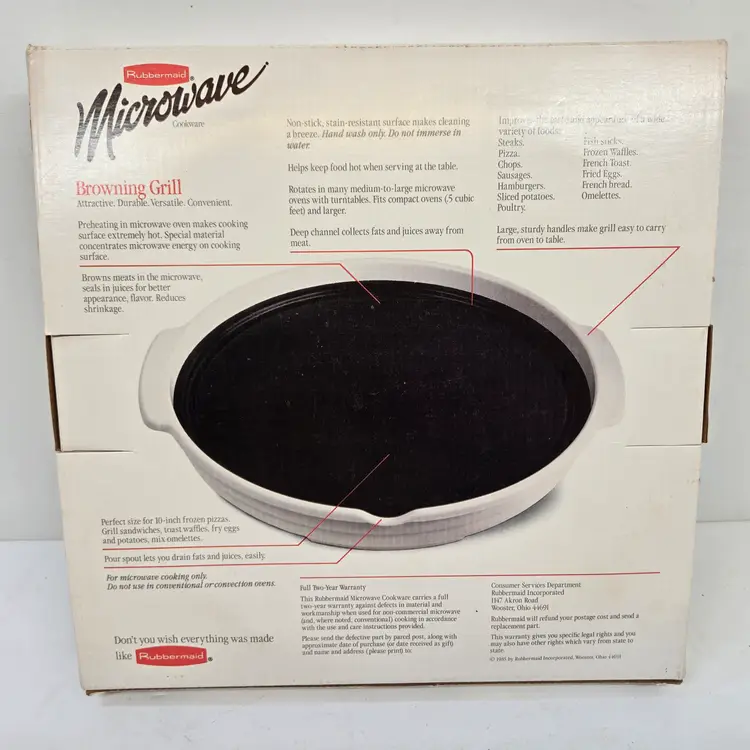 Rubbermaid
Microwave
Cookware
Browning Grill
Attractive. Durable. Versatile. Convenient.
Preheating in microwave oven makes cooking
surface extremely hot. Special material
concentrates microwave energy on cooking
surface.
Browns meats in the microwave,
seals in juices for better
appearance, flavor. Reduces
shrinkage.
Non-stick, stain-resistant surface makes cleaning
a breeze. Hand wash only. Do not immerse in
water.
Helps keep food hot when serving at the table.
Rotates in many medium-to-large microwave
ovens with turntables. Fits compact ovens (.5 cubic
feet) and larger.
Deep channel collects fats and juices away from
meat.
appearance of a wide
variety of foods:
Steaks.
Pizza.
Chops.
Sausages.
Hamburgers.
Sliced potatoes.
Poultry.
Fish sticks.
Frozen Waffles.
French Toast.
Fried Eggs.
French bread.
Omelettes.
Large, sturdy handles make grill easy to carry
from oven to table.
Perfect size for 10-inch frozen pizzas.
Grill sandwiches, toast waffles, fry eggs
and potatoes, mix omelettes.
Pour spout lets you drain fats and juices, easily.
For microwave cooking only.
Do not use in conventional or convection ovens.
Don't you wish everything was made
like Rubbermaid
Full Two-Year Warranty
This Rubbermaid Microwave Cookware carries a full
two-year warranty against defects in material and
workmanship when used for non-commercial microwave
(and, where noted, conventional) cooking in accordance
with the use and care instructions provided.
Please send the defective part by parcel post, along with
approximate date of purchase (or date received as gift)
and name and address (please print) to:
Consumer Services Department
Rubbermaid Incorporated
1147 Akron Road
Wooster, Ohio 44691
Rubbermaid will refund your postage cost and send a
replacement part.
This warranty gives you specific legal rights and you
may also have other rights which vary from state to
state.
by Rubbermaid Incorporated, Wooster, Ohio 44691